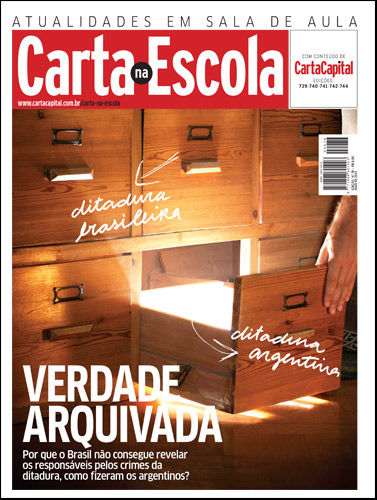 ATUALIDADES EM SALA DE AULA
Carta na Escola
www.cartacapital.com.br/carta-na-escola
COM CONTEÚDO DE
CartaCapital
EDIÇÕES:
739-740-741-742-744
ditadura
brasileira
ditadura
argentina
VERDADE
ARQUIVADA
Por que o Brasil não consegue revelar
os responsáveis pelos crimes da
ditadura, como fizeram os argentinos?